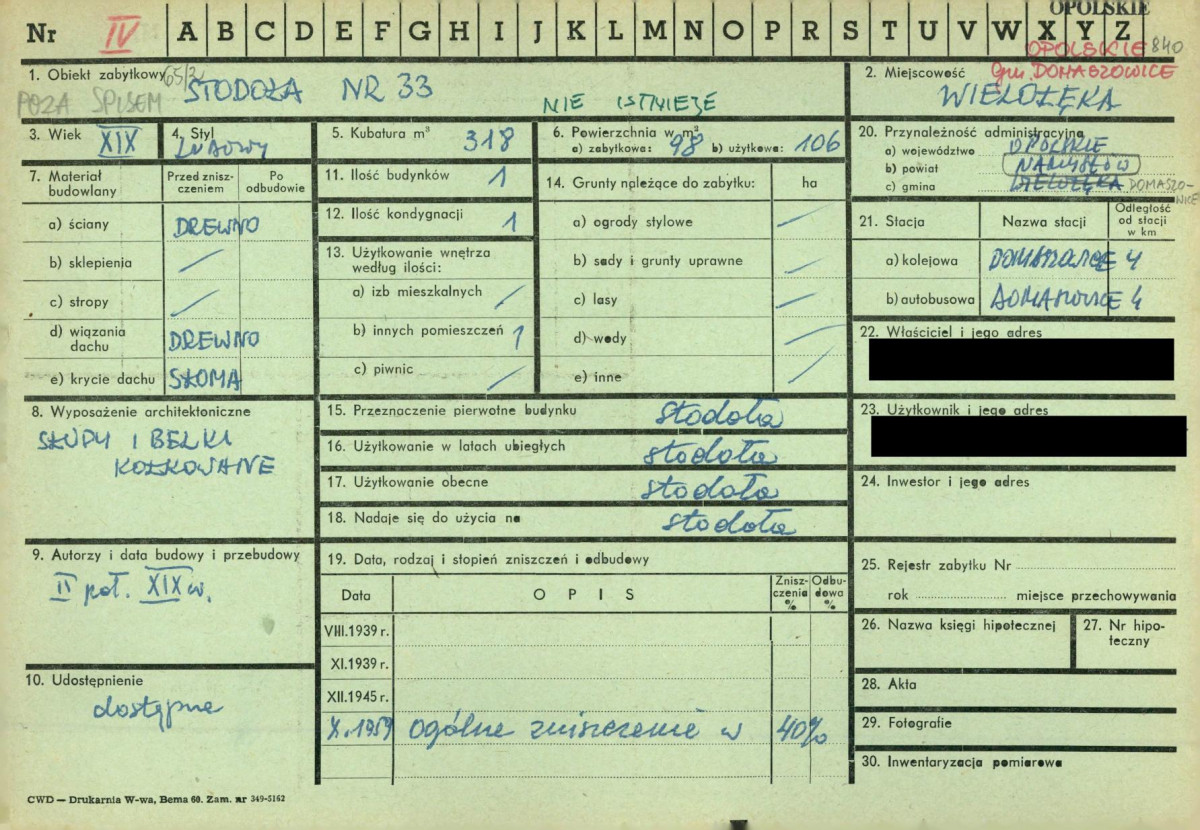 OPOLSKIE
Nr IV A B C D E F G H I J K L M N O P R S T U V W X Y Z
OPOLSKIE 840
gm. DOMASZOWICE
1. Obiekt zabytkowy
POZA SPISEM
STODOŁA NR 33
NIE ISTNIEJE
2. Miejscowość
WIELOŁĘKA
3. Wiek XIX
4. Styl
LUDOWY
5. Kubatura m³ 318
6. Powierzchnia w m²
a) zabytkowa: 98 b) użytkowa: 106
20. Przynależność administracyjna
a) województwo OPOLSKIE
b) powiat NAMYSŁÓW
c) gmina WIELOŁĘKA DOMASZOWICE
7. Materiał budowlany
Przed zniszczeniem
Po odbudowie
a) ściany DREWNO
b) sklepienia /
c) stropy /
d) wiązania dachu DREWNO
e) krycie dachu SŁOMA
11. Ilość budynków 1
12. Ilość kondygnacji 1
13. Użytkowanie wnętrza według ilości:
a) izb mieszkalnych /
b) innych pomieszczeń 1
c) piwnic /
14. Grunty npleżące do zabytku: ha
a) ogrody stylowe /
b) sady i grunty uprawne /
c) lasy /
d) wody /
e) inne /
21. Stacja
Nazwa stacji
Odległość od stacji w km
a) kolejowa DOMASZOWICE 4
b) autobusowa DOMASZOWICE 4
22. Właściciel i jego adres
23. Użytkownik i jego adres
8. Wyposażenie architektoniczne
SŁUPY I BELKI
KOŁKOWANE
15. Przeznaczenie pierwotne budynku stodoła
16. Użytkowanie w latach ubiegłych stodoła
17. Użytkowanie obecne stodoła
18. Nadaje się do użycia na stodoła
24. Inwestor i jego adres
9. Autorzy i data budowy i przebudowy
II poł. XIX w.
19. Data, rodzaj i stopień zniszczeń i odbudowy
Data
OPIS
Zniszczenia %
Odbudowa %
VIII.1939 r.
XI.1939 r.
XII.1945 r.
X.1959 ogólne zniszczenie w 40%
25. Rejestr zabytku Nr
rok miejsce przechowywania
26. Nazwa księgi hipotecznej
27. Nr hipoteczny
10. Udostępnienie
dostępne
28. Akta
29. Fotografie
30. Inwentaryzacja pomiarowa
CWD — Drukarnia W-wa, Bema 60. Zam. nr 349-5162